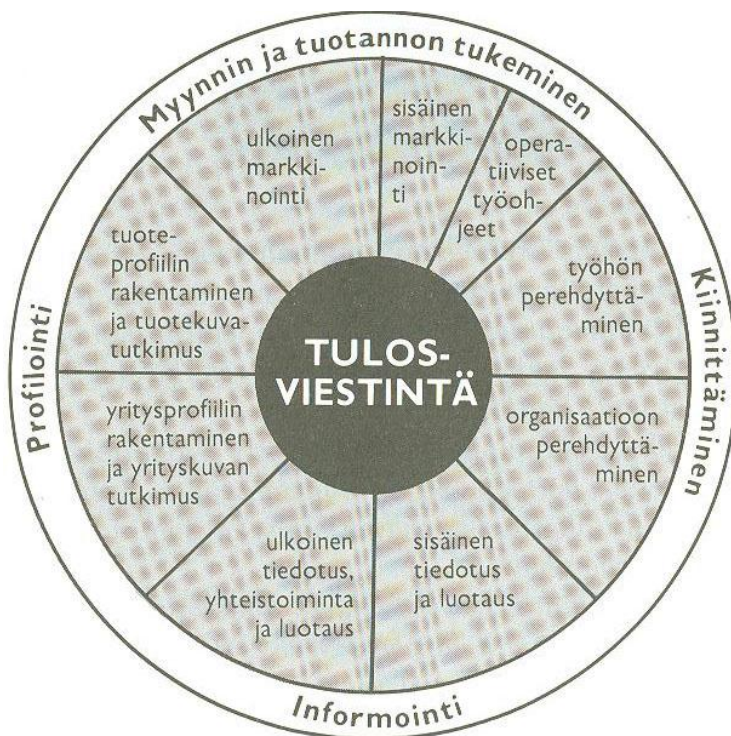 Myynnin ja tuotannon tukeminen
ulkoinen
markki-
nointi
sisäinen
markki-
noin-
ti
opera-
tiiviset
työoh-
jeet
työhön
perehdyttä-
minen
Kiinnittäminen
organisaatioon
perehdyttä-
minen
sisäinen
tiedotus
ja luotaus
Informointi
ulkoinen
tiedotus,
yhteistoiminta
ja luotaus
yritysprofiilin
rakentaminen
ja yrityskuvan
tutkimus
Profilointi
tuote-
profiilin
rakentaminen
ja tuotekuva-
tutkimus
TULOS-
VIESTINTÄ